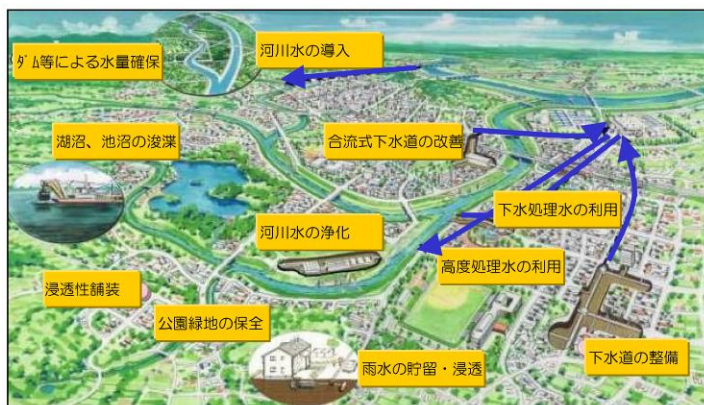 ダム等による水量確保
河川水の導入
湖沼、池沼の浚渫
合流式下水道の改善
下水処理水の利用
河川水の浄化
高度処理水の利用
浸透性舗装
公園緑地の保全
雨水の貯留・浸透
下水道の整備